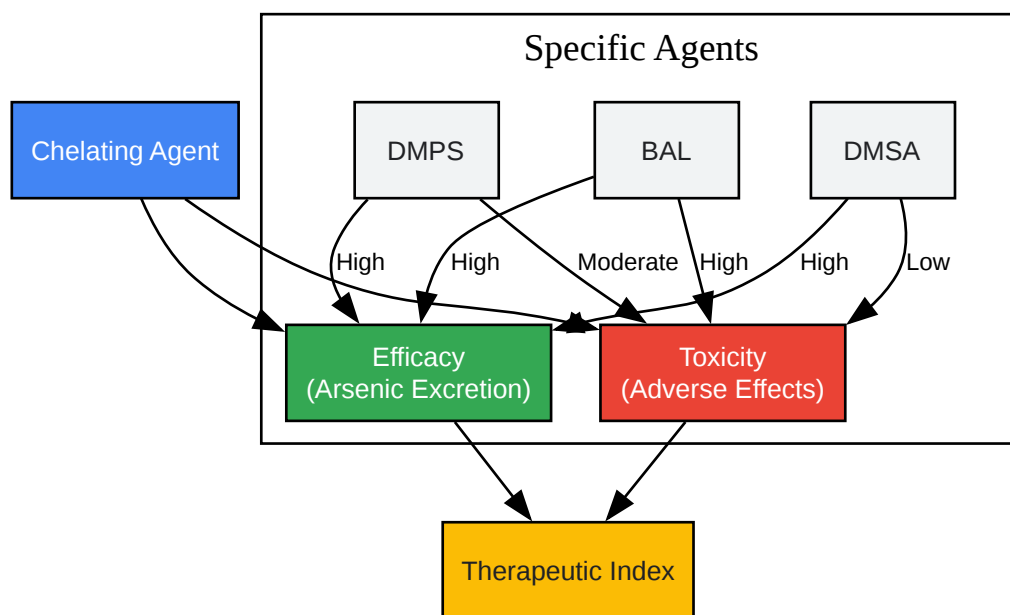 Specific Agents
Chelating Agent
DMPS
BAL
DMSA
High
High
Moderate
High
High
Low
Efficacy
(Arsenic Excretion)
Toxicity
(Adverse Effects)
Therapeutic Index